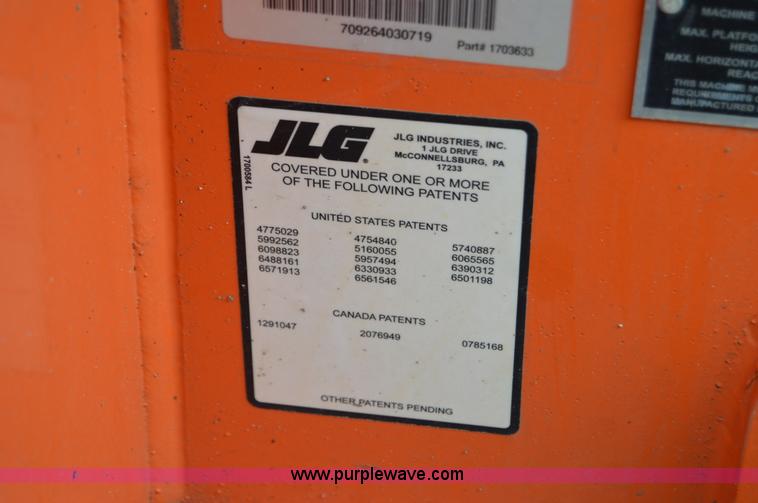 709264030719
Part# 1703633
MACHINE
MAX. PLATFO
HEIG
MAX. HORIZONTA
REAC
THIS MACHINE M
REQUIREMENTS O
MANUFACTURED
JLG
JLG INDUSTRIES, INC.
1 JLG DRIVE
McCONNELLSBURG, PA
17233
1700584 L
COVERED UNDER ONE OR MORE
OF THE FOLLOWING PATENTS
UNITED STATES PATENTS
4775029 4754840 5740887
5992562 5160055 6065565
6098823 5957494 6390312
6488161 6330933 6501198
6571913 6561546
CANADA PATENTS
1291047 2076949 0785168
OTHER PATENTS PENDING
www.purplewave.com